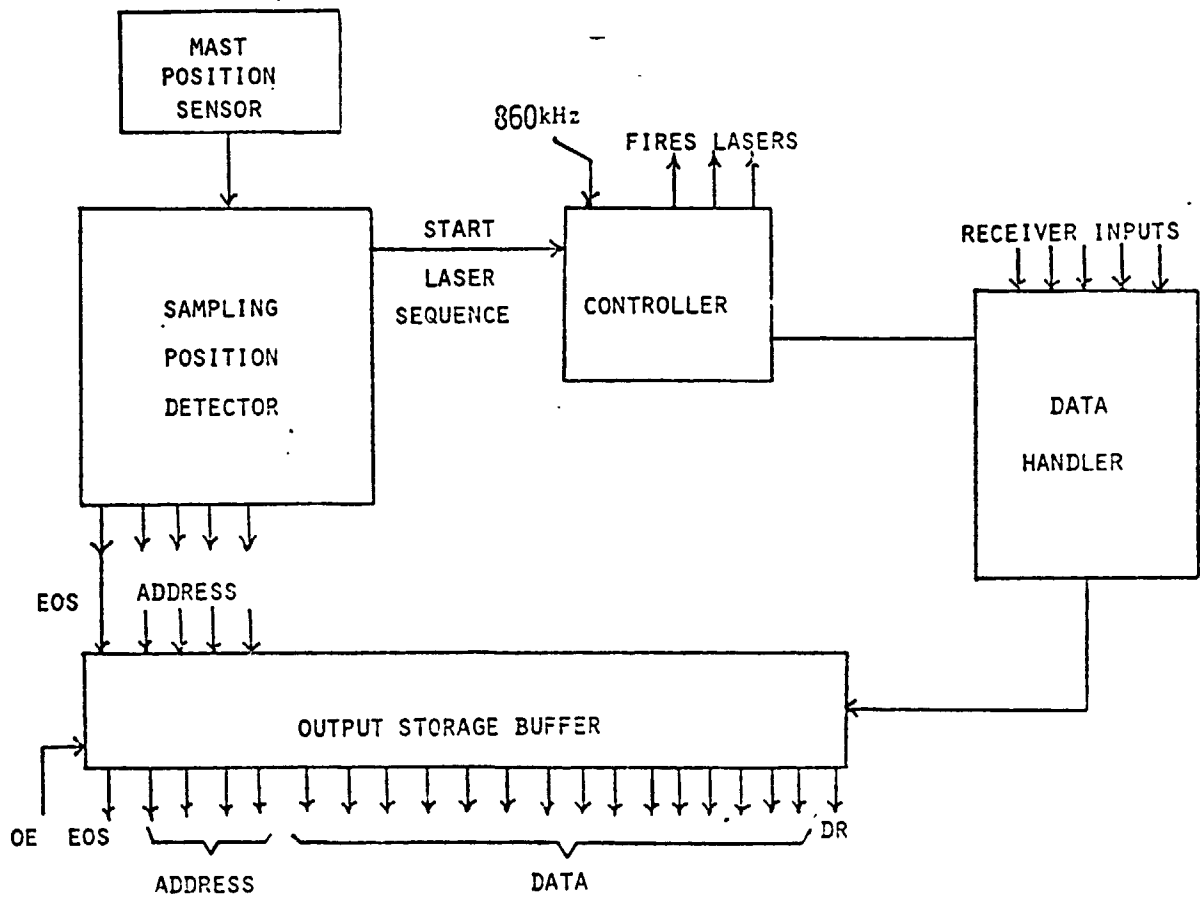 MAST
POSITION
SENSOR
860kHz
FIRES LASERS
START
LASER
SEQUENCE
RECEIVER INPUTS
SAMPLING
POSITION
DETECTOR
CONTROLLER
DATA
HANDLER
EOS
ADDRESS
OUTPUT STORAGE BUFFER
OE
EOS
DR
ADDRESS
DATA